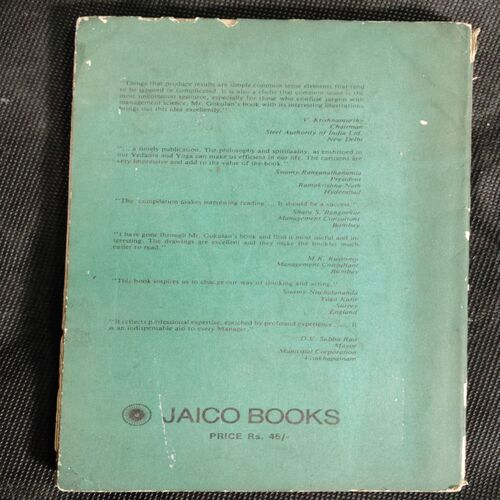 "Things that produce results are simple common sense elements that tend
to be ignored or complicated. It is also a cliche that common sense is the
most uncommon resource, especially for those who confuse jargon with
management science. Mr. Gokulan's book with its interesting illustrations
brings out this idea excellently."
V. Krishnamurthy
Chairman
Steel Authority of India Ltd.
New Delhi
"... a timely publication. The philosophy and spirituality, as enshrined in
our Vedanta and Yoga can make us efficient in our life. The cartoons are
very impressive and add to the value of the book."
Swamy Ranganathananda
President
Ramakrishna Math
Hyderabad
"The compilation makes interesting reading ... It should be a success."
Sharu S. Rangnekar
Management Consultant
Bombay
"I have gone through Mr. Gokulan's book and find it most useful and in-
teresting. The drawings are excellent and they make the booklet much
easier to read."
M.R.
Management Consultant
Bombay
"This book inspires us to change our way of thinking and acting."
Swamy Nischalananda
Yoga Kutir
Surrey
England
"It reflects professional expertise, enriched by profound experience .... It
is an indispensable aid to every Manager."
D.V. Subba Rao
Mayor
Municipal Corporation
Visakhapatnam
JAICO BOOKS
PRICE Rs. 45/-